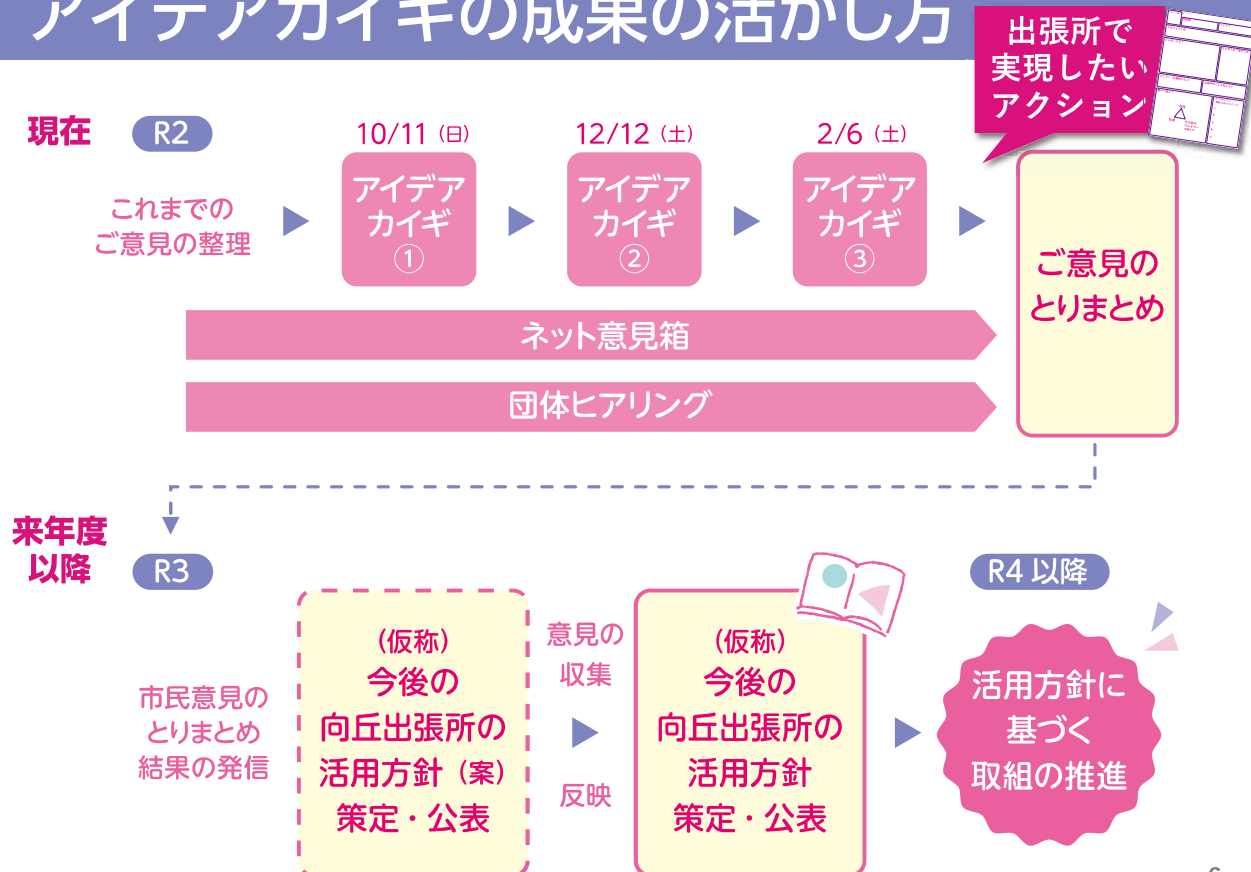 アイデアカイギの成果の活かし方
出張所で
実現したい
アクション
現在
R2
これまでの
ご意見の整理
10/11（日）
アイデア
カイギ
①
12/12（土）
アイデア
カイギ
②
2/6（土）
アイデア
カイギ
③
ご意見の
とりまとめ
ネット意見箱
団体ヒアリング
来年度
以降
R3
市民意見の
とりまとめ
結果の発信
（仮称）
今後の
向丘出張所の
活用方針（案）
策定・公表
意見の
収集
反映
（仮称）
今後の
向丘出張所の
活用方針
策定・公表
R4 以降
活用方針に
基づく
取組の推進